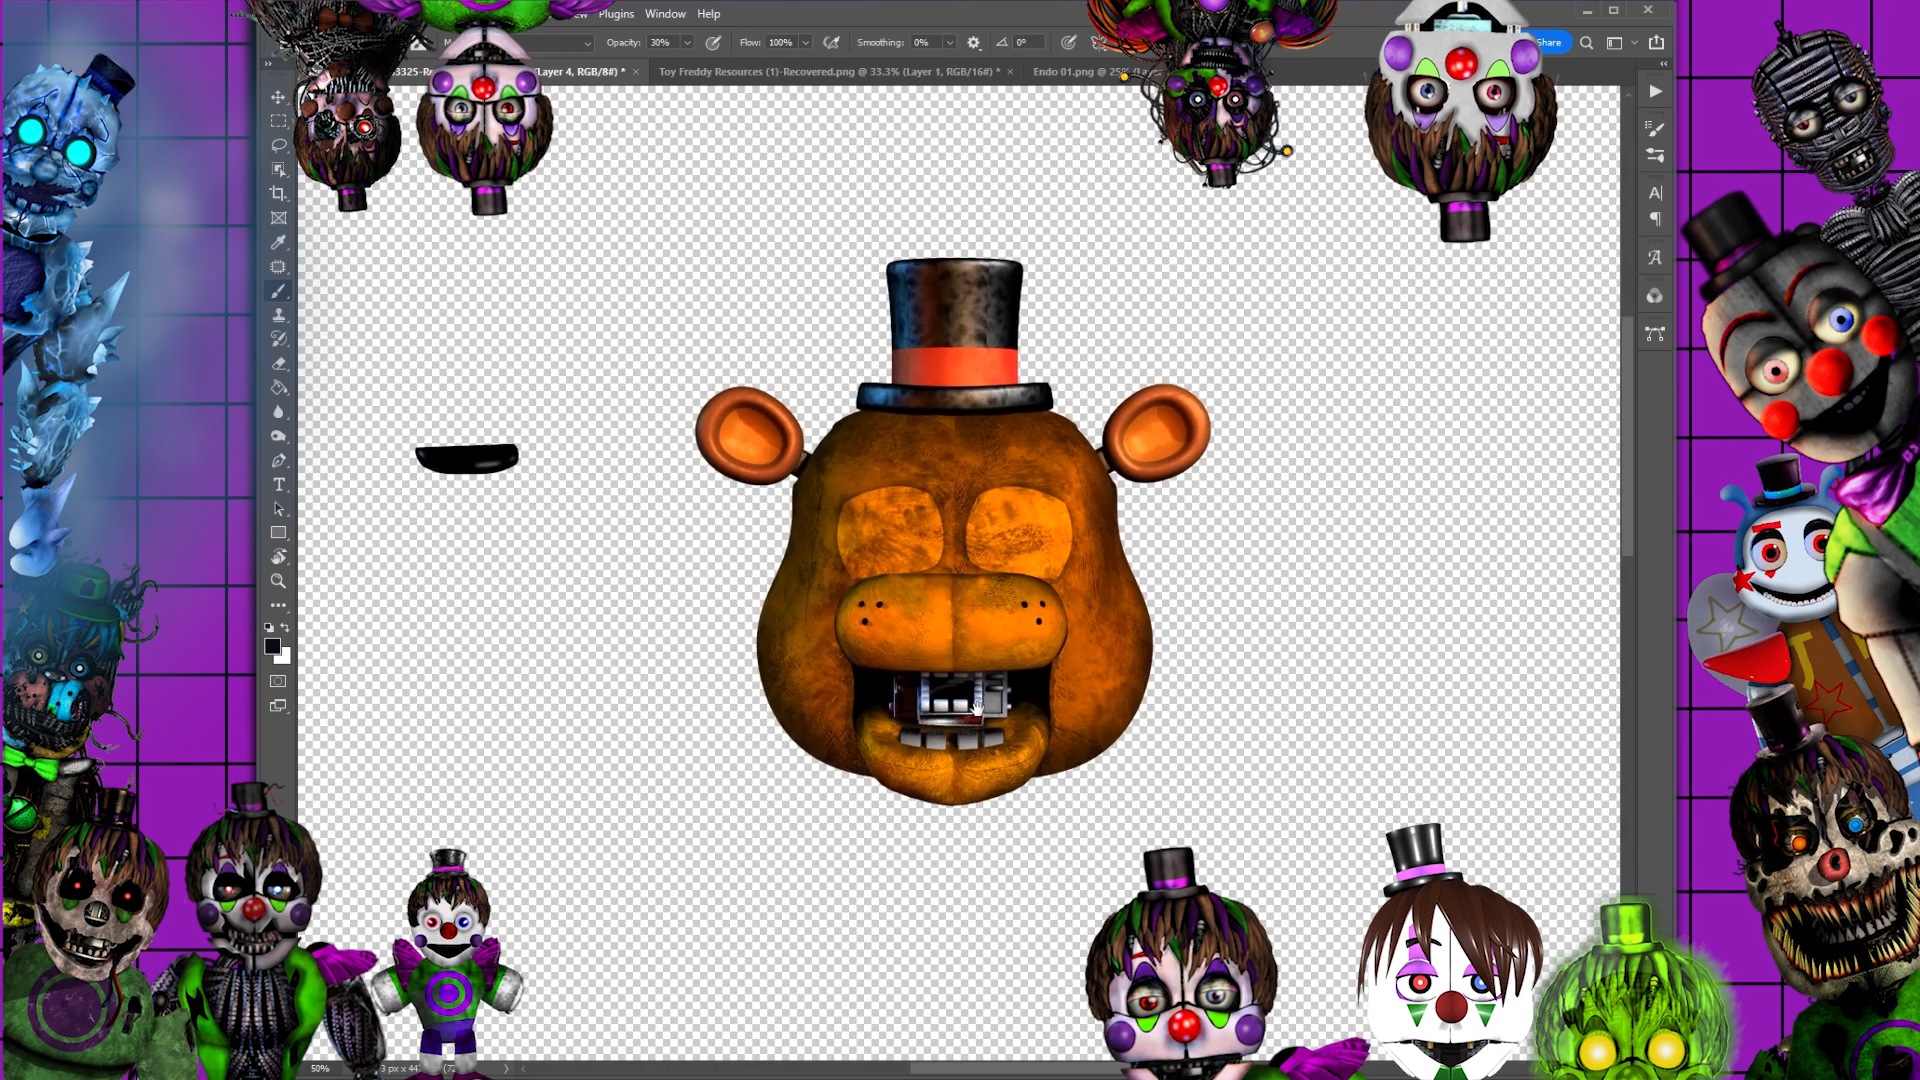 Plugins Window Help
Opacity: 30% Flow: 100% Smoothing: 0% 0° Share
(Layer 4, RGB/8#) * × Toy Freddy Resources (1)-Recovered.png @ 33.3% (Layer 1, RGB/16#) * × Endo 01.png @ 25%
50%